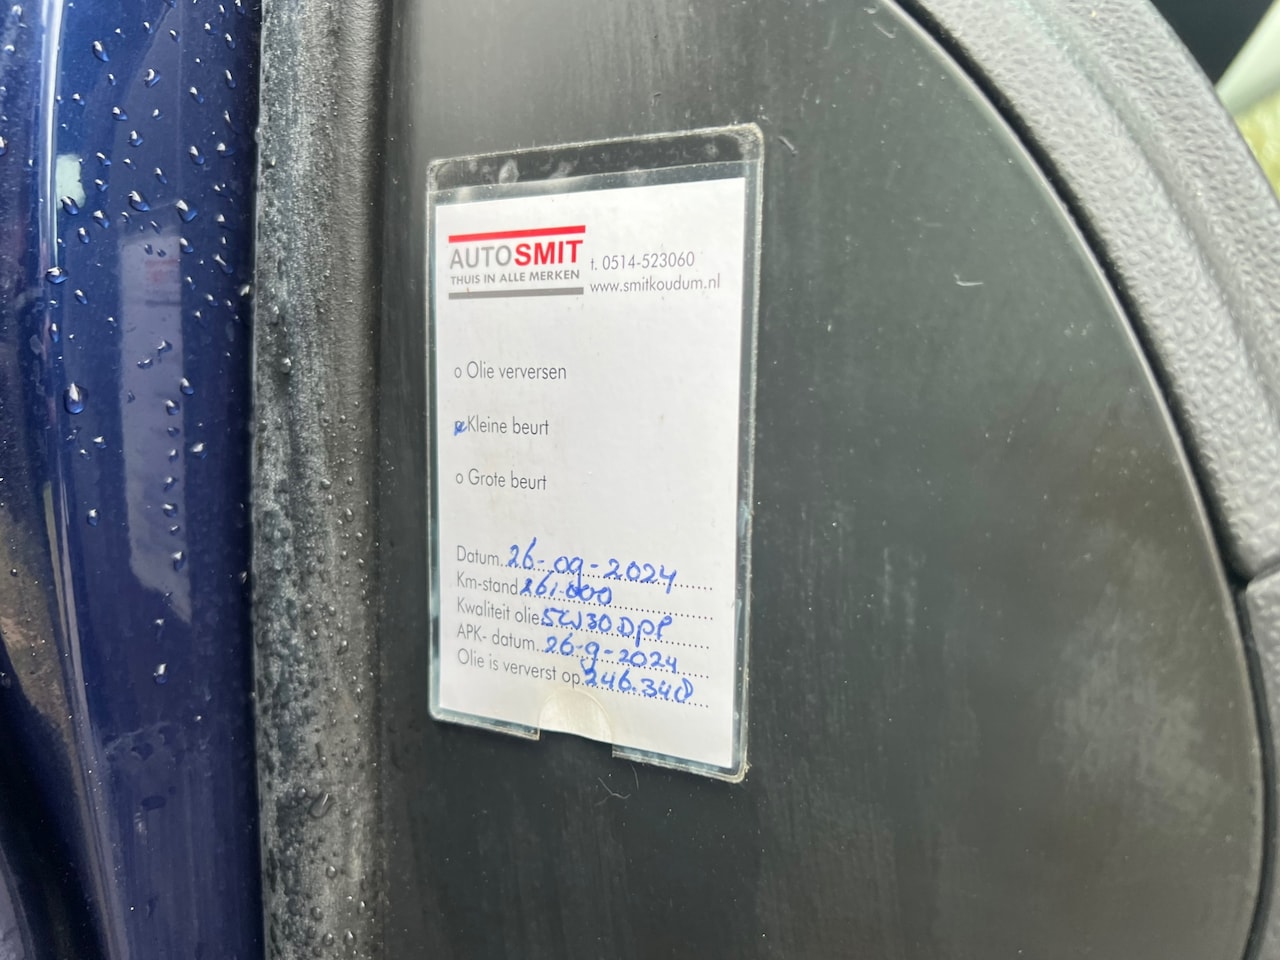 AUTOSMIT
THUIS IN ALLE MERKEN
t. 0514-523060
www.smitkoudum.nl
o Olie verversen
o Kleine beurt
o Grote beurt
Datum. 26-09-2024
Km-stand 261.000
Kwaliteit olie 5W30 DPF
APK- datum. 26-9-2024
Olie is ververst op 246.348